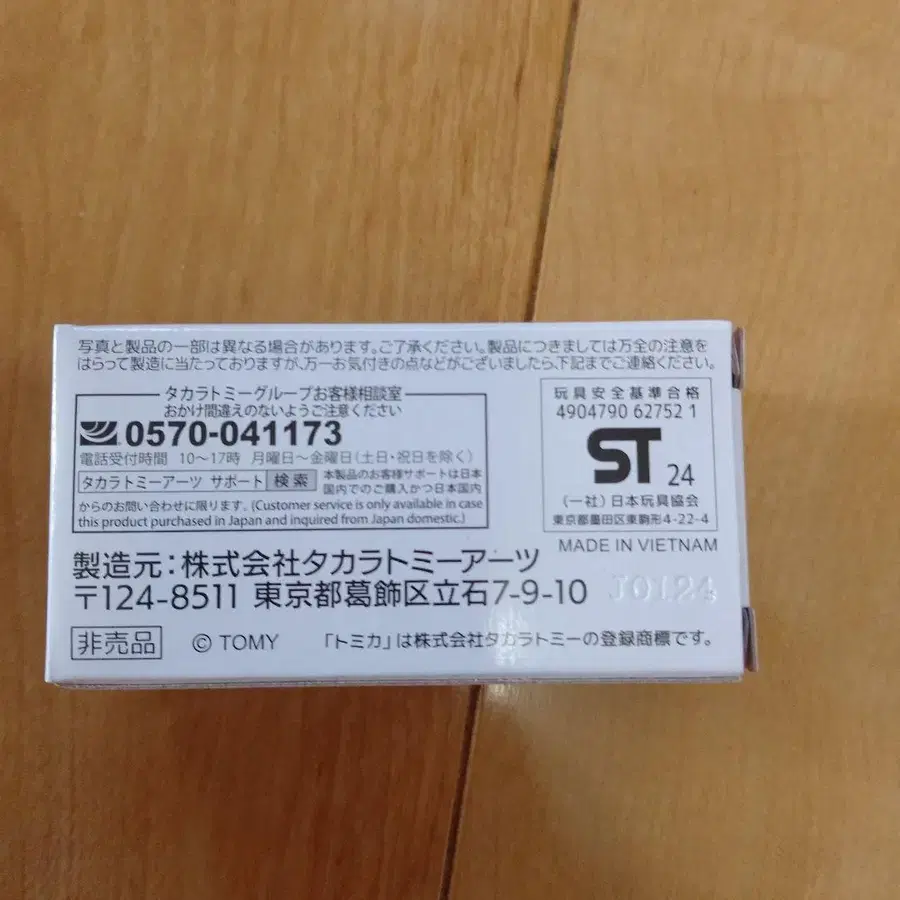 写真と製品の一部は異なる場合があります。ご了承ください。製品につきましては万全の注意を
はらって製造に当たっておりますが、万一お気付きの点などがございましたら、下記までご連絡ください。
タカラトミーグループお客様相談室
おかけ間違えのないようご注意ください
0570-041173
電話受付時間 10～17時 月曜日～金曜日(土日・祝日を除く)
タカラトミーアーツ サポート 検索 本製品のお客様サポートは日本
国内でのご購入かつ日本国内
からのお問い合わせに限ります。(Customer service is only available in case
this product purchased in Japan and inquired from Japan domestic.)
玩具安全基準合格
4904790 62752 1
ST 24
(一社)日本玩具協会
東京都墨田区東駒形4-22-4
MADE IN VIETNAM
製造元：株式会社タカラトミーアーツ
〒124-8511 東京都葛飾区立石7-9-10
J0124
非売品 © TOMY 「トミカ」は株式会社タカラトミーの登録商標です。